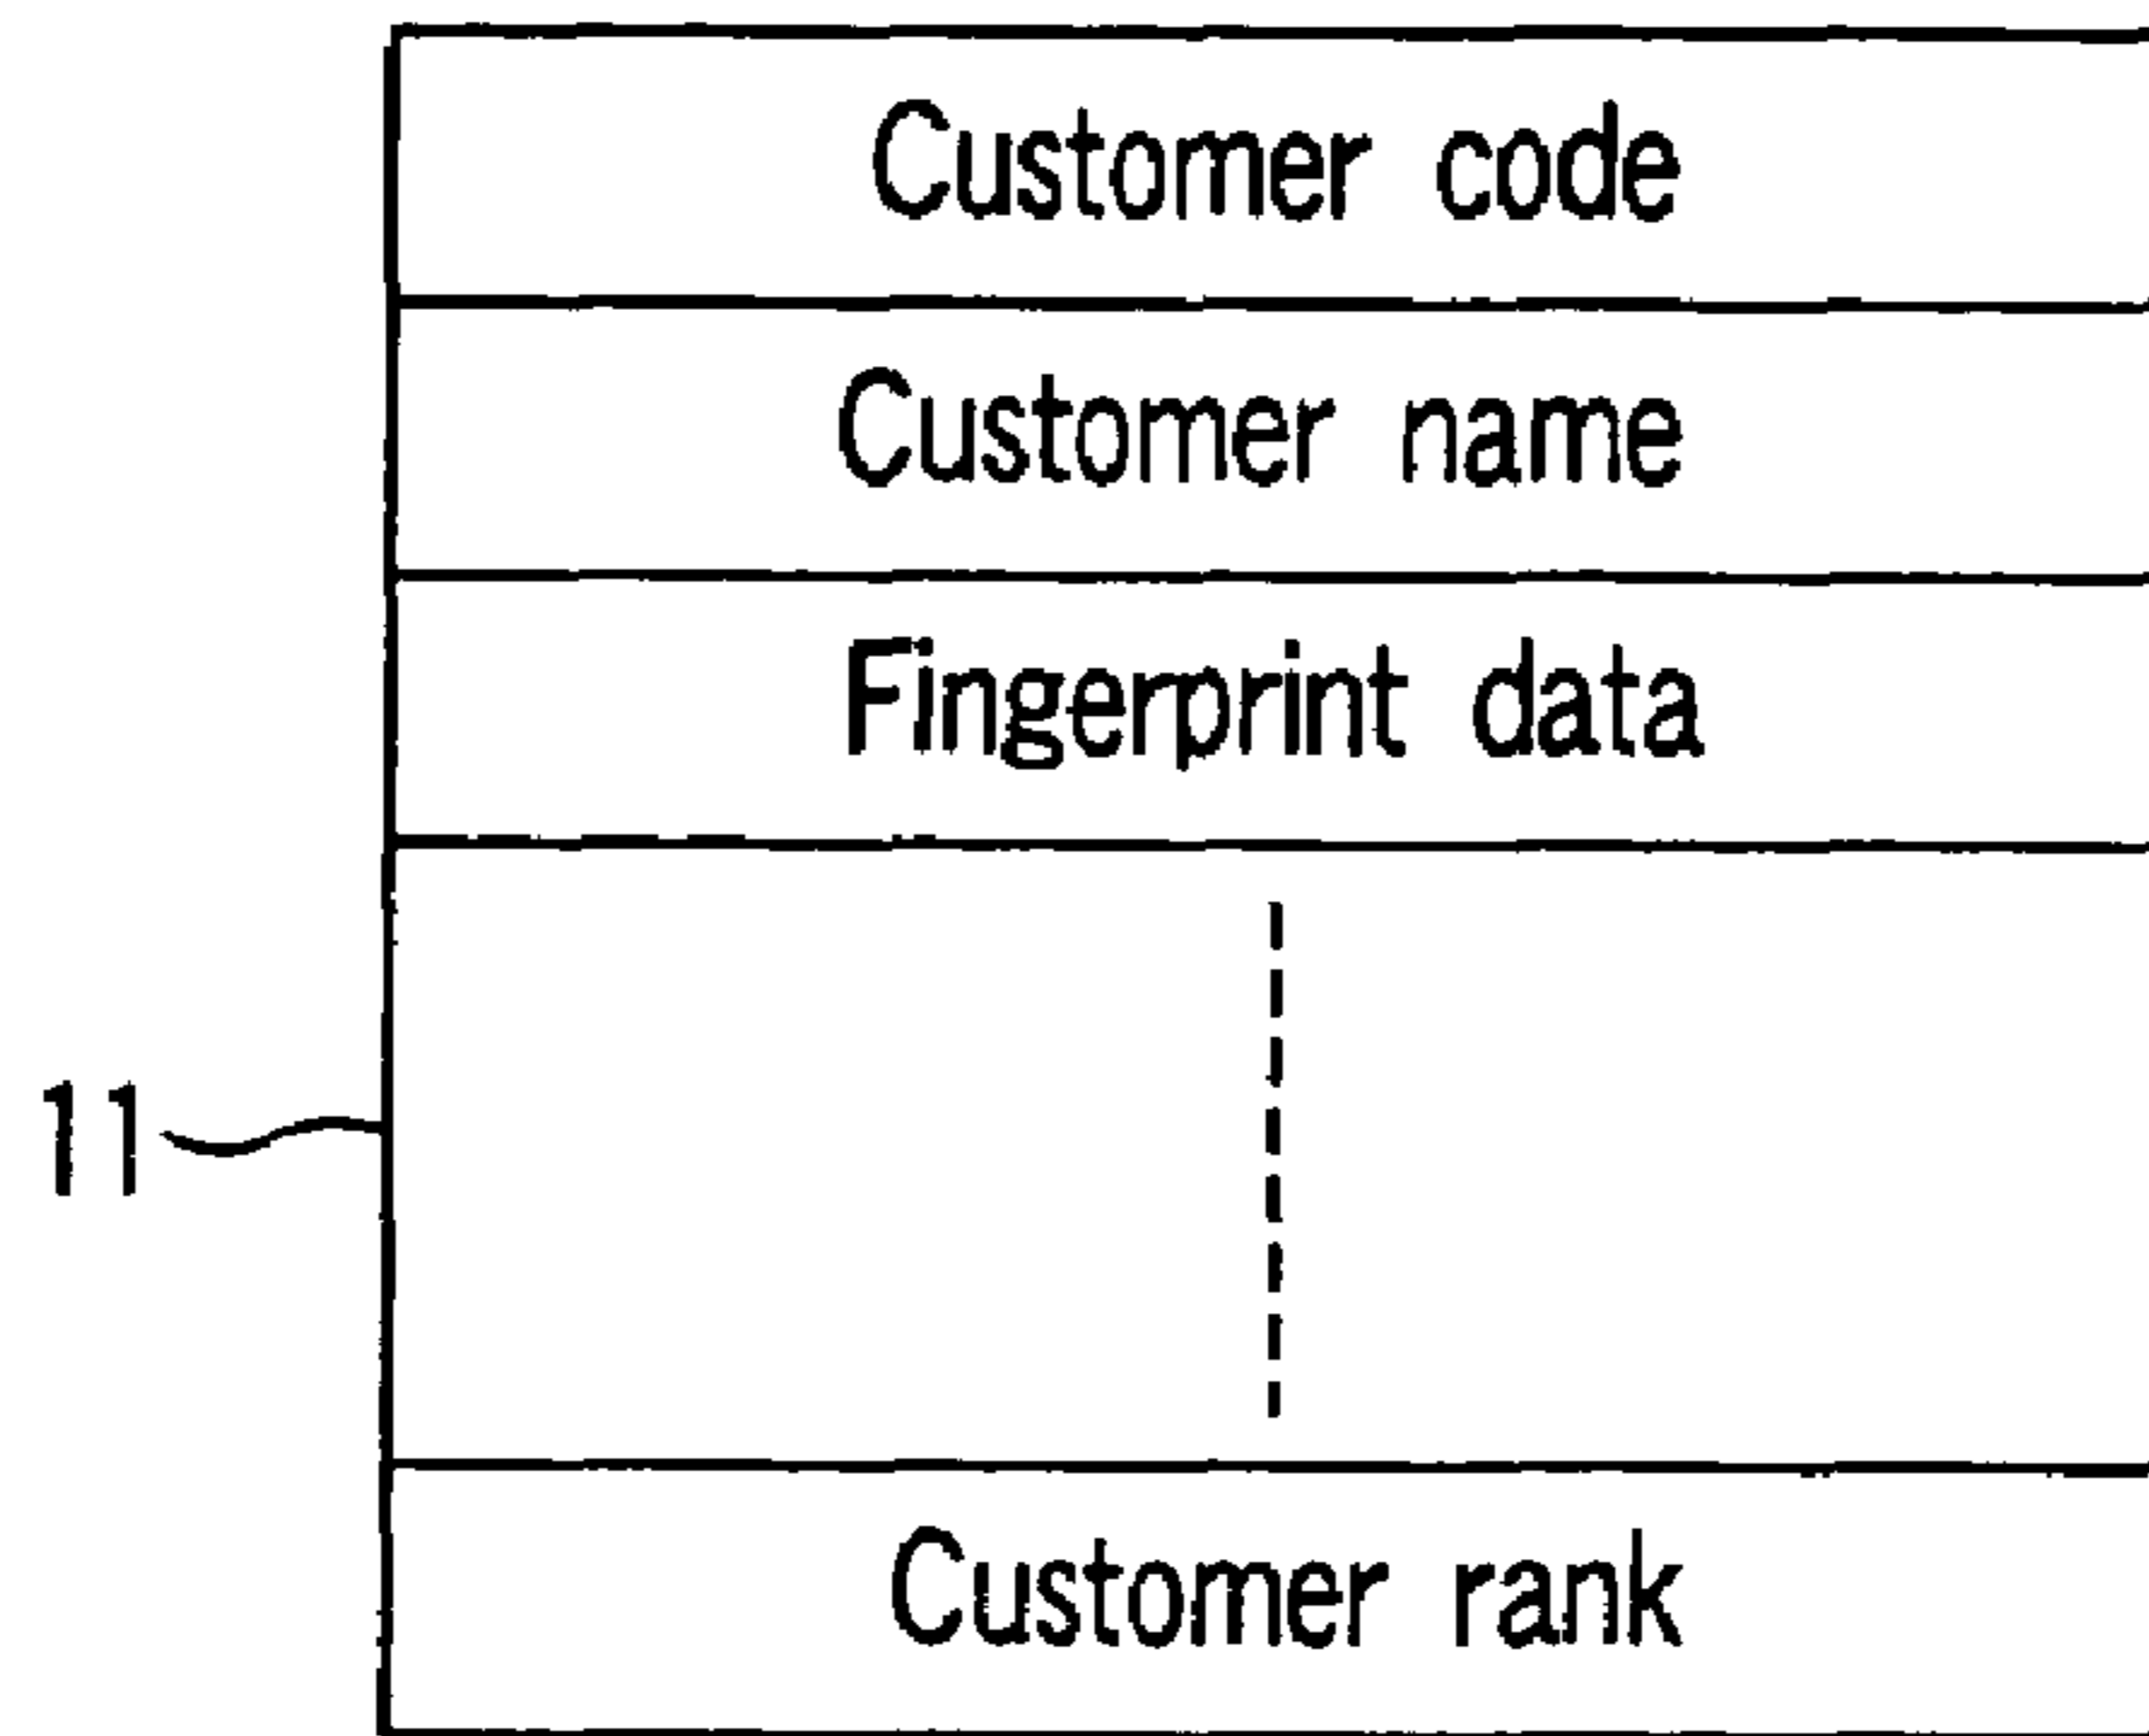 Customer code
Customer name
Fingerprint data
11
Customer rank